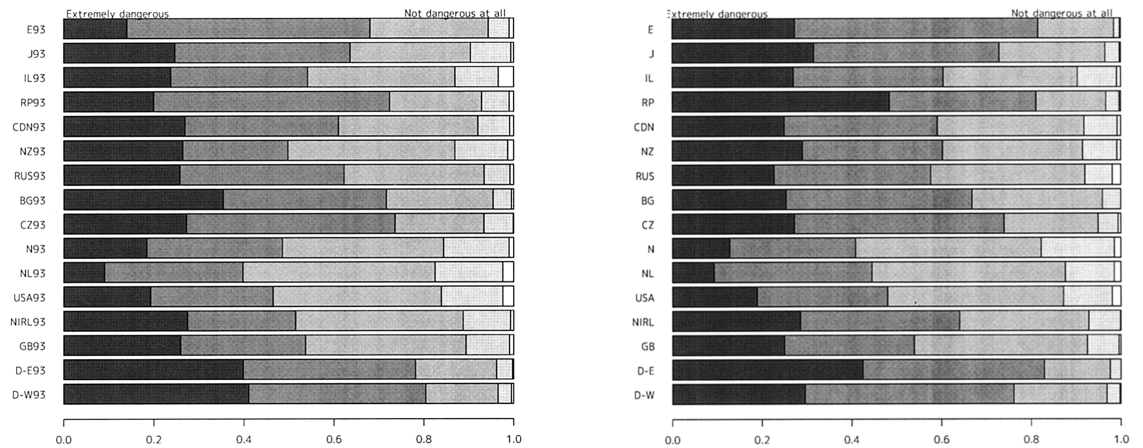 Extremely dangerous Not dangerous at all
E93
J93
IL93
RP93
CDN93
NZ93
RUS93
BG93
CZ93
N93
NL93
USA93
NIRL93
GB93
D-E93
D-W93
0.0 0.2 0.4 0.6 0.8 1.0
Extremely dangerous Not dangerous at all
E
J
IL
RP
CDN
NZ
RUS
BG
CZ
N
NL
USA
NIRL
GB
D-E
D-W
0.0 0.2 0.4 0.6 0.8 1.0